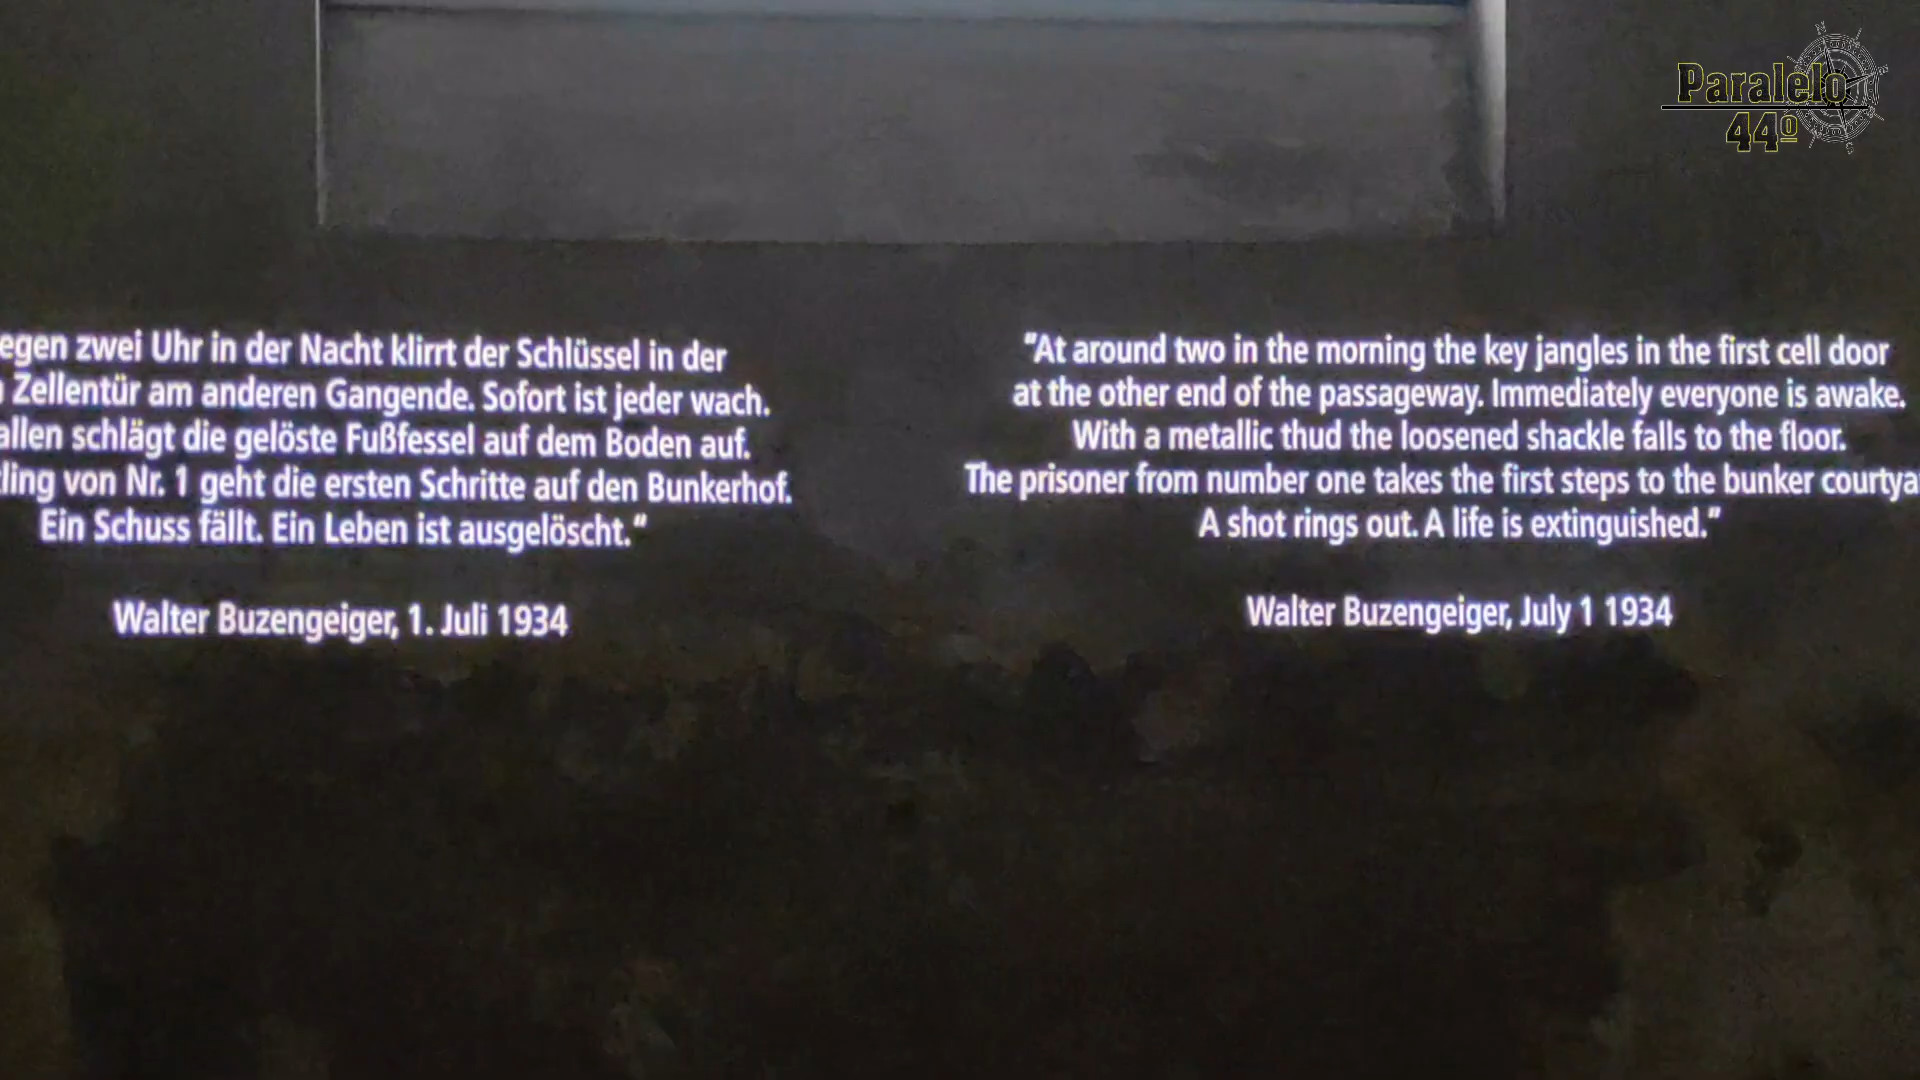 Paralelo
44º
egen zwei Uhr in der Nacht klirrt der Schlüssel in der
Zellentür am anderen Gangende. Sofort ist jeder wach.
allen schlägt die gelöste Fußfessel auf dem Boden auf.
ling von Nr. 1 geht die ersten Schritte auf den Bunkerhof.
Ein Schuss fällt. Ein Leben ist ausgelöscht.“
Walter Buzengeiger, 1. Juli 1934
"At around two in the morning the key jangles in the first cell door
at the other end of the passageway. Immediately everyone is awake.
With a metallic thud the loosened shackle falls to the floor.
The prisoner from number one takes the first steps to the bunker courtya
A shot rings out. A life is extinguished."
Walter Buzengeiger, July 1 1934